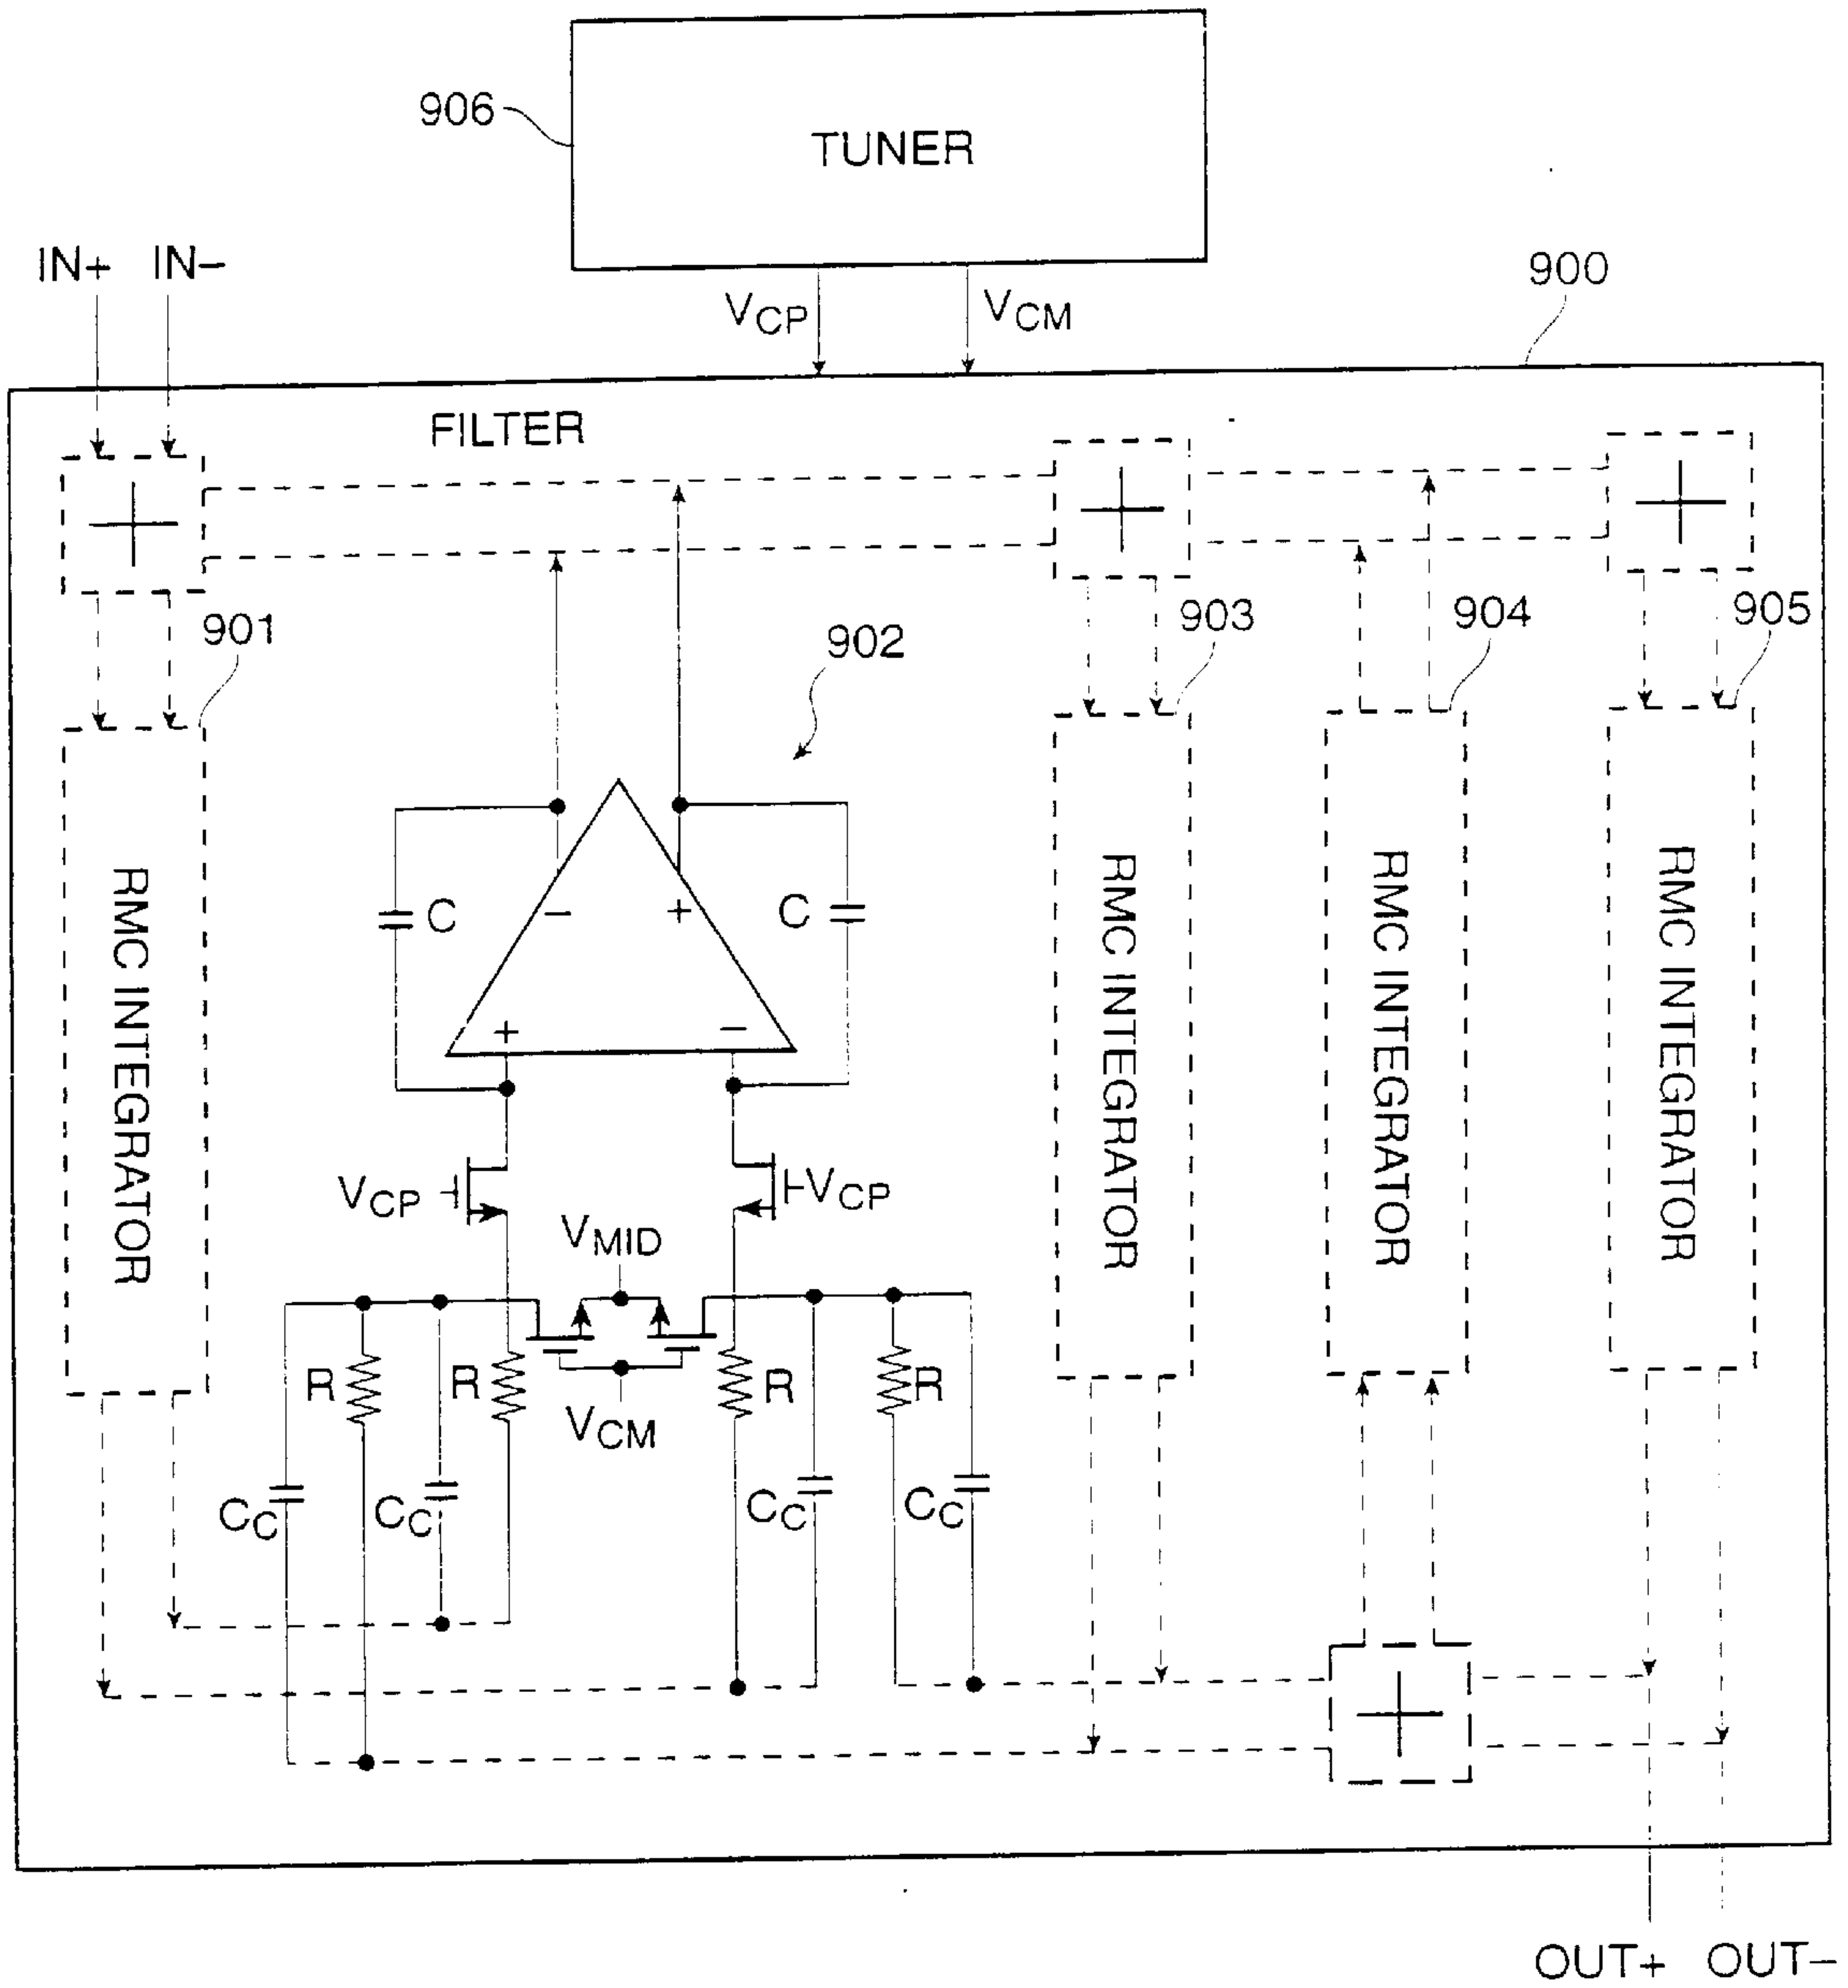 906
TUNER
IN+ IN−
900
VCP
VCM
FILTER
+
+
+
901
902
903
904
905
RMC INTEGRATOR
C
−
+
C
RMC INTEGRATOR
RMC INTEGRATOR
RMC INTEGRATOR
+
−
VCP
VCP
VMID
R
R
R
R
VCM
CC
CC
CC
CC
+
OUT+ OUT−